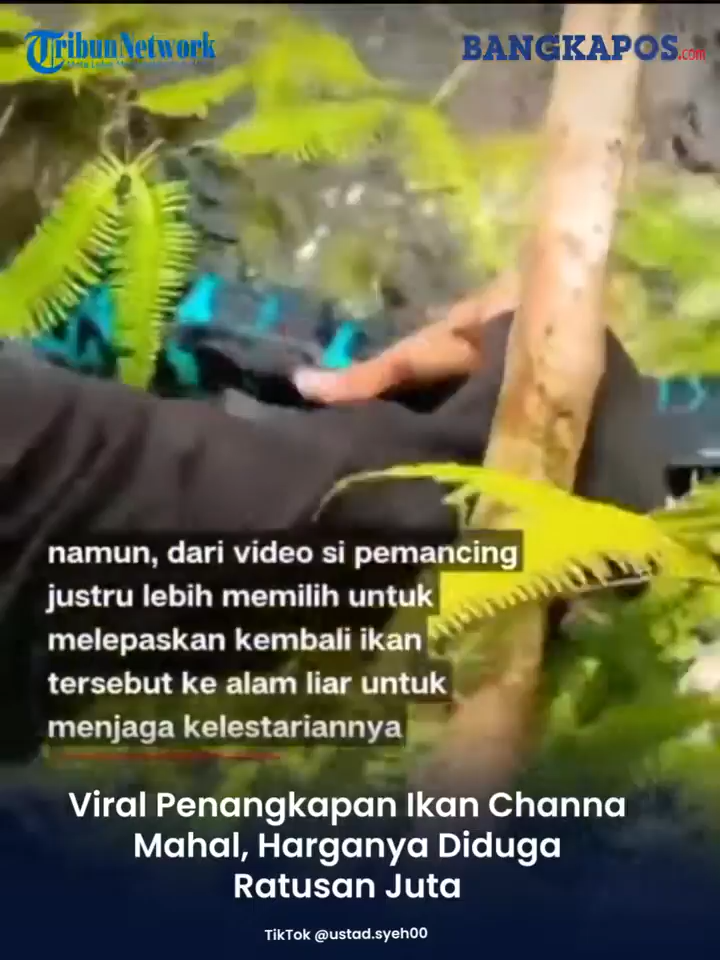 TribunNetwork
BANGKAPOS.com
namun, dari video si pemancing
justru lebih memilih untuk
melepaskan kembali ikan
tersebut ke alam liar untuk
menjaga kelestariannya
Viral Penangkapan Ikan Channa
Mahal, Harganya Diduga
Ratusan Juta
TikTok @ustad.syeh00